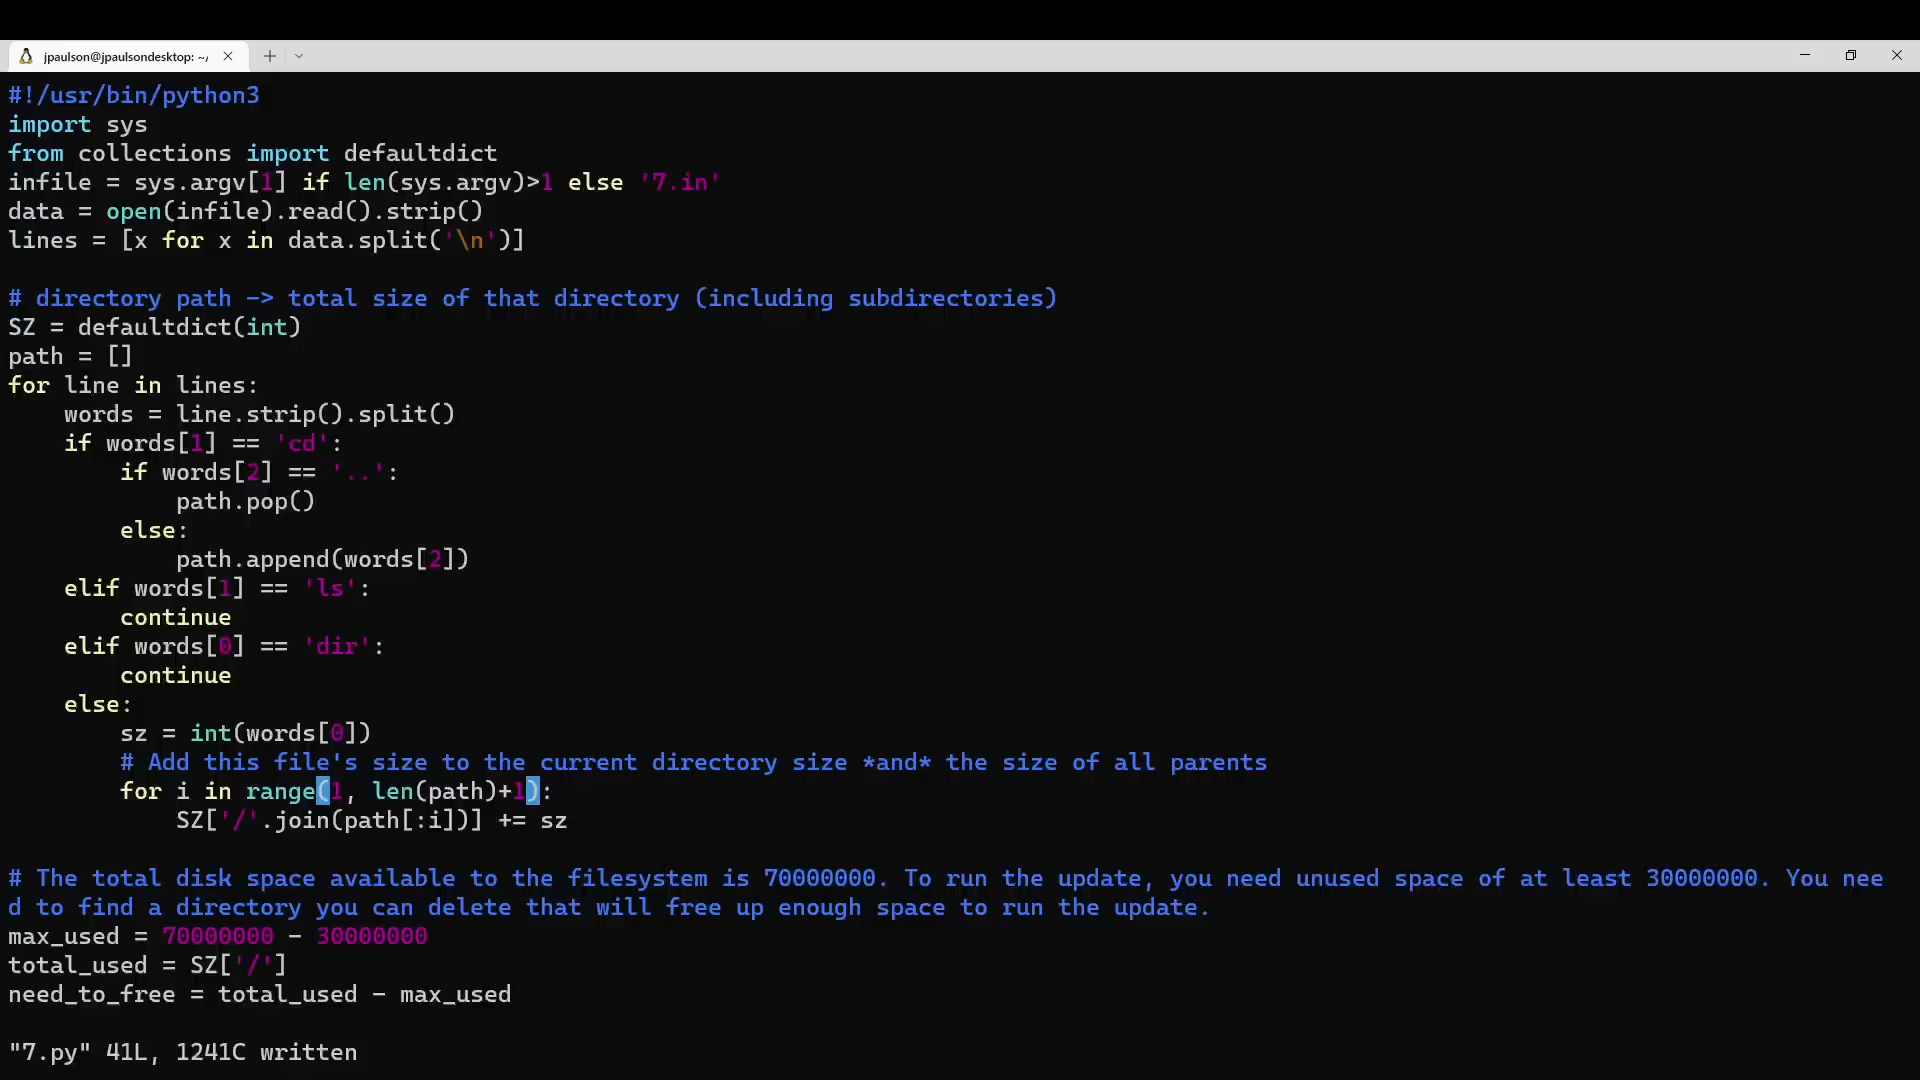 jpaulson@jpaulsondesktop: ~/
#!/usr/bin/python3
import sys
from collections import defaultdict
infile = sys.argv[1] if len(sys.argv)>1 else '7.in'
data = open(infile).read().strip()
lines = [x for x in data.split('\n')]

# directory path -> total size of that directory (including subdirectories)
SZ = defaultdict(int)
path = []
for line in lines:
    words = line.strip().split()
    if words[1] == 'cd':
        if words[2] == '..':
            path.pop()
        else:
            path.append(words[2])
    elif words[1] == 'ls':
        continue
    elif words[0] == 'dir':
        continue
    else:
        sz = int(words[0])
        # Add this file's size to the current directory size *and* the size of all parents
        for i in range(1, len(path)+1):
            SZ['/'.join(path[:i])] += sz

# The total disk space available to the filesystem is 70000000. To run the update, you need unused space of at least 30000000. You nee
d to find a directory you can delete that will free up enough space to run the update.
max_used = 70000000 - 30000000
total_used = SZ['/']
need_to_free = total_used - max_used

"7.py" 41L, 1241C written